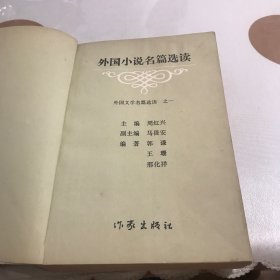 外国小说名篇选读
外国文学名篇选讲 之一
主编 周红兴
副主编 马俊安
编著 郭谦
王珊
邢化祥
作家出版社